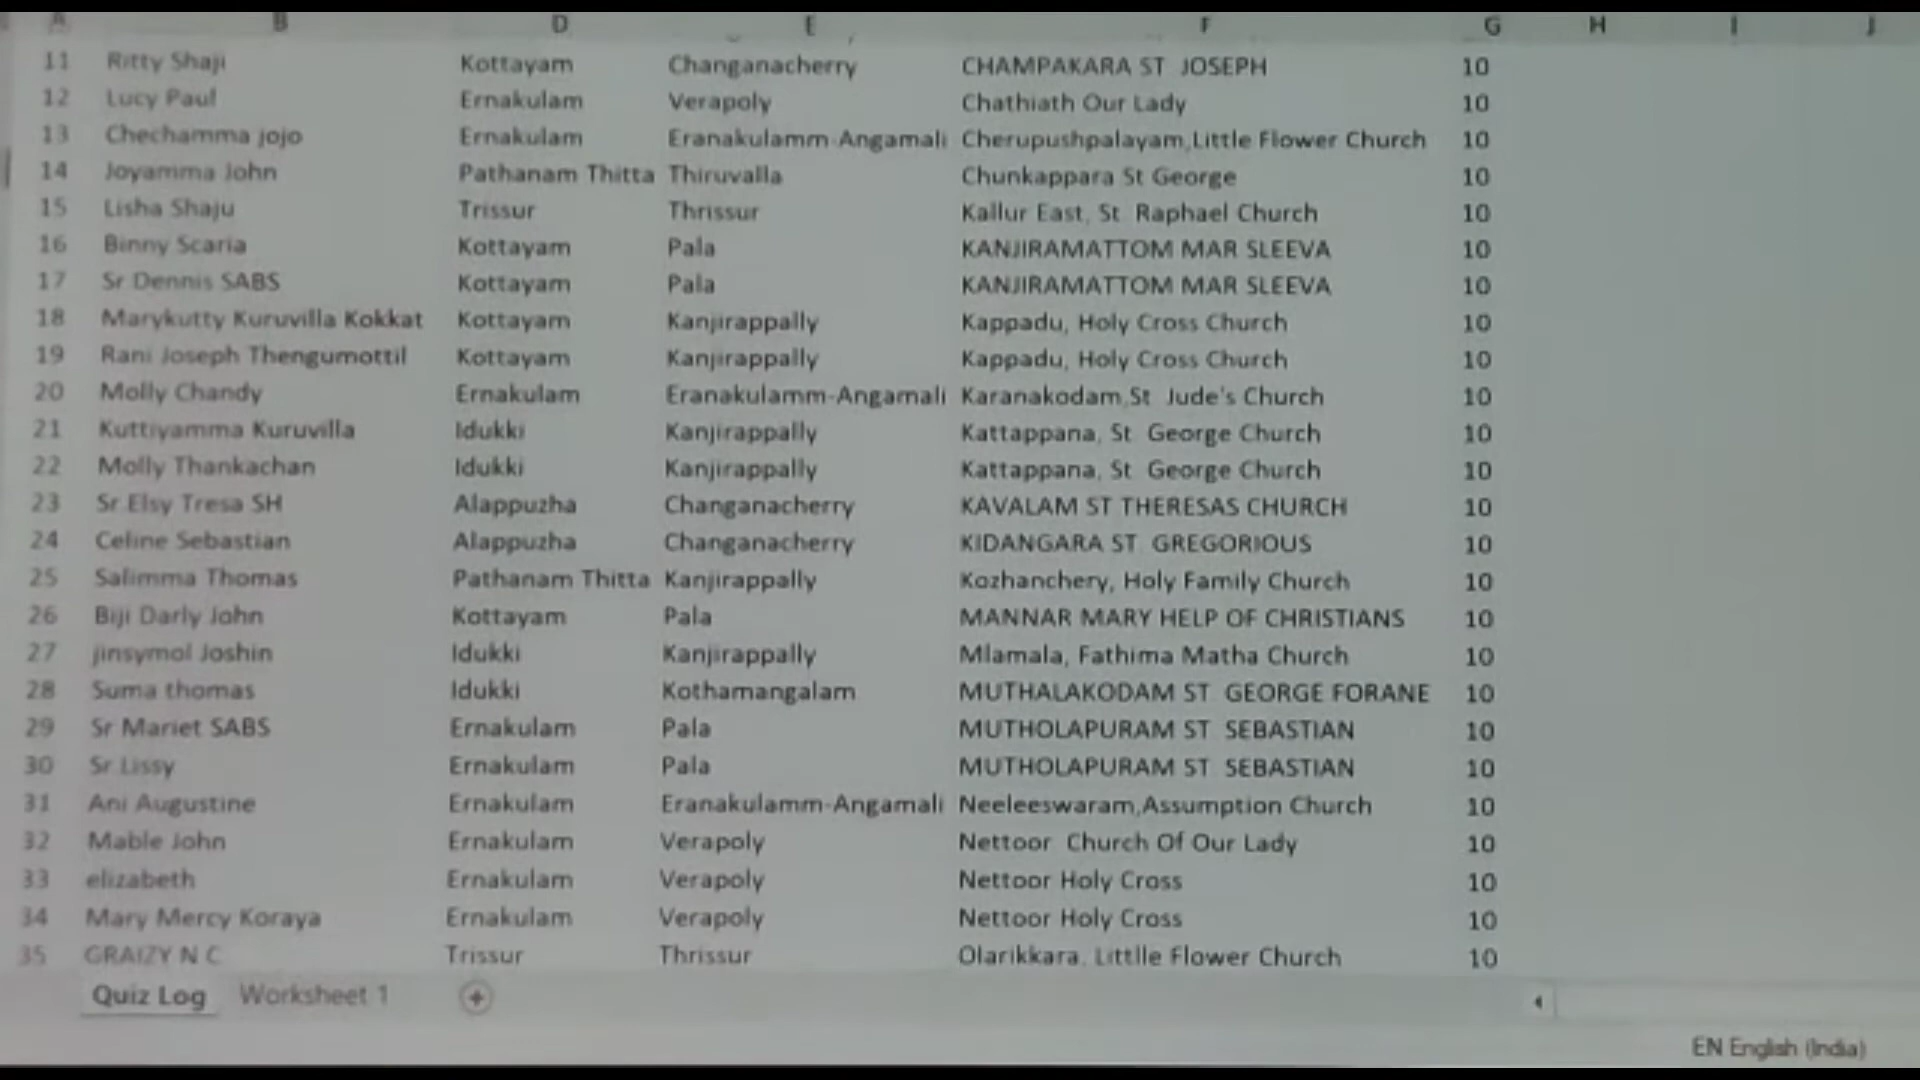 A B D E F G H I J
11 Ritty Shaji Kottayam Changanacherry CHAMPAKARA ST JOSEPH 10
12 Lucy Paul Ernakulam Verapoly Chathiath Our Lady 10
13 Chechamma jojo Ernakulam Eranakulamm-Angamali Cherupushpalayam,Little Flower Church 10
14 Joyamma John Pathanam Thitta Thiruvalla Chunkappara St George 10
15 Lisha Shaju Trissur Thrissur Kallur East, St Raphael Church 10
16 Binny Scaria Kottayam Pala KANJIRAMATTOM MAR SLEEVA 10
17 Sr Dennis SABS Kottayam Pala KANJIRAMATTOM MAR SLEEVA 10
18 Marykutty Kuruvilla Kokkat Kottayam Kanjirappally Kappadu, Holy Cross Church 10
19 Rani Joseph Thengumottil Kottayam Kanjirappally Kappadu, Holy Cross Church 10
20 Molly Chandy Ernakulam Eranakulamm-Angamali Karanakodam,St Jude's Church 10
21 Kuttiyamma Kuruvilla Idukki Kanjirappally Kattappana, St George Church 10
22 Molly Thankachan Idukki Kanjirappally Kattappana, St George Church 10
23 Sr Elsy Tresa SH Alappuzha Changanacherry KAVALAM ST THERESAS CHURCH 10
24 Celine Sebastian Alappuzha Changanacherry KIDANGARA ST GREGORIOUS 10
25 Salimma Thomas Pathanam Thitta Kanjirappally Kozhanchery, Holy Family Church 10
26 Biji Darly John Kottayam Pala MANNAR MARY HELP OF CHRISTIANS 10
27 jinsymol Joshin Idukki Kanjirappally Mlamala, Fathima Matha Church 10
28 Suma thomas Idukki Kothamangalam MUTHALAKODAM ST GEORGE FORANE 10
29 Sr Mariet SABS Ernakulam Pala MUTHOLAPURAM ST SEBASTIAN 10
30 Sr Lissy Ernakulam Pala MUTHOLAPURAM ST SEBASTIAN 10
31 Ani Augustine Ernakulam Eranakulamm-Angamali Neeleeswaram,Assumption Church 10
32 Mable John Ernakulam Verapoly Nettoor Church Of Our Lady 10
33 elizabeth Ernakulam Verapoly Nettoor Holy Cross 10
34 Mary Mercy Koraya Ernakulam Verapoly Nettoor Holy Cross 10
35 GRAIZY N C Trissur Thrissur Olarikkara, Littlle Flower Church 10
Quiz Log Worksheet 1
EN English (India)